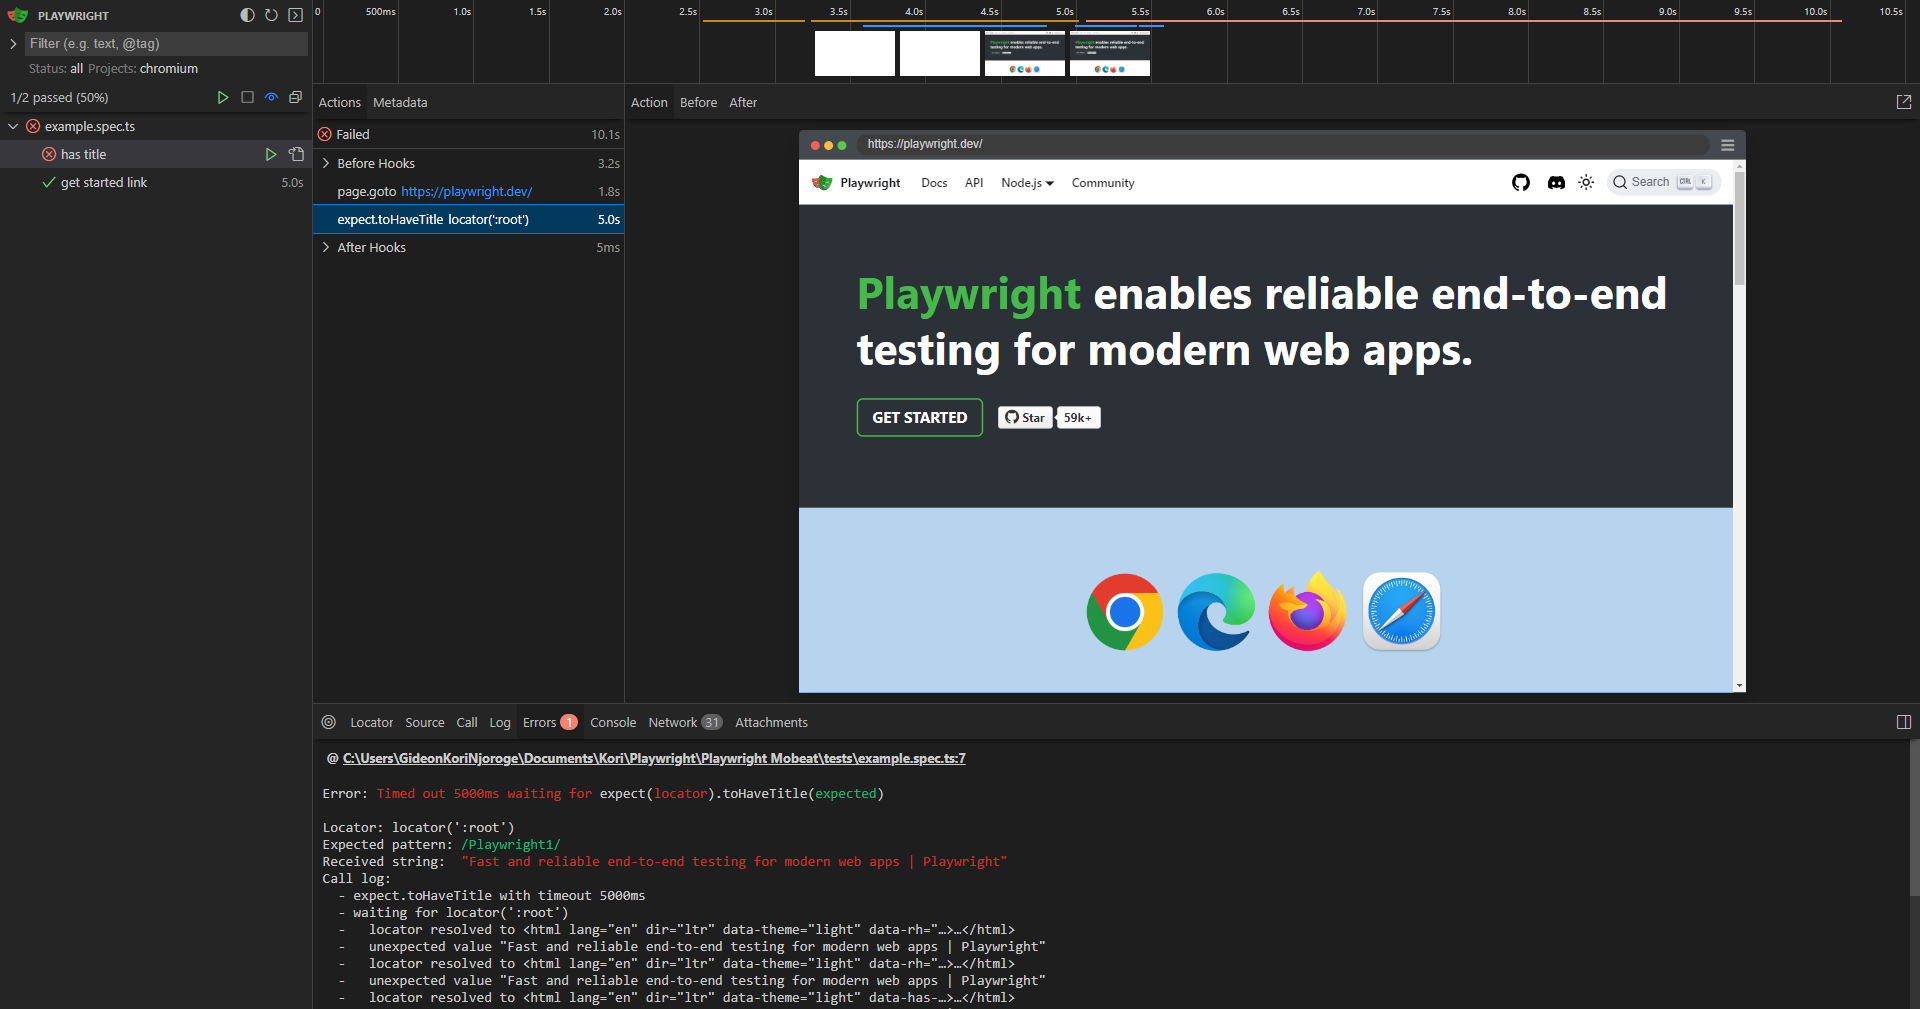 PLAYWRIGHT
Filter (e.g. text, @tag)
Status: all Projects: chromium
1/2 passed (50%)
example.spec.ts
has title
get started link 5.0s
0 500ms 1.0s 1.5s 2.0s 2.5s 3.0s 3.5s 4.0s 4.5s 5.0s 5.5s 6.0s 6.5s 7.0s 7.5s 8.0s 8.5s 9.0s 9.5s 10.0s 10.5s
Actions Metadata
Failed 10.1s
Before Hooks 3.2s
page.goto https://playwright.dev/ 1.8s
expect.toHaveTitle locator(':root') 5.0s
After Hooks 5ms
Action Before After
https://playwright.dev/
Playwright Docs API Node.js Community Search CTRL K
Playwright enables reliable end-to-end
testing for modern web apps.
GET STARTED Star 59k+
Locator Source Call Log Errors 1 Console Network 31 Attachments
@ C:\Users\GideonKoriNjoroge\Documents\Kori\Playwright\Playwright Mobeat\tests\example.spec.ts:7
Error: Timed out 5000ms waiting for expect(locator).toHaveTitle(expected)
Locator: locator(':root')
Expected pattern: /Playwright1/
Received string:  "Fast and reliable end-to-end testing for modern web apps | Playwright"
Call log:
- expect.toHaveTitle with timeout 5000ms
- waiting for locator(':root')
-   locator resolved to <html lang="en" dir="ltr" data-theme="light" data-rh="…>…</html>
-   unexpected value "Fast and reliable end-to-end testing for modern web apps | Playwright"
-   locator resolved to <html lang="en" dir="ltr" data-theme="light" data-rh="…>…</html>
-   unexpected value "Fast and reliable end-to-end testing for modern web apps | Playwright"
-   locator resolved to <html lang="en" dir="ltr" data-theme="light" data-has-…>…</html>